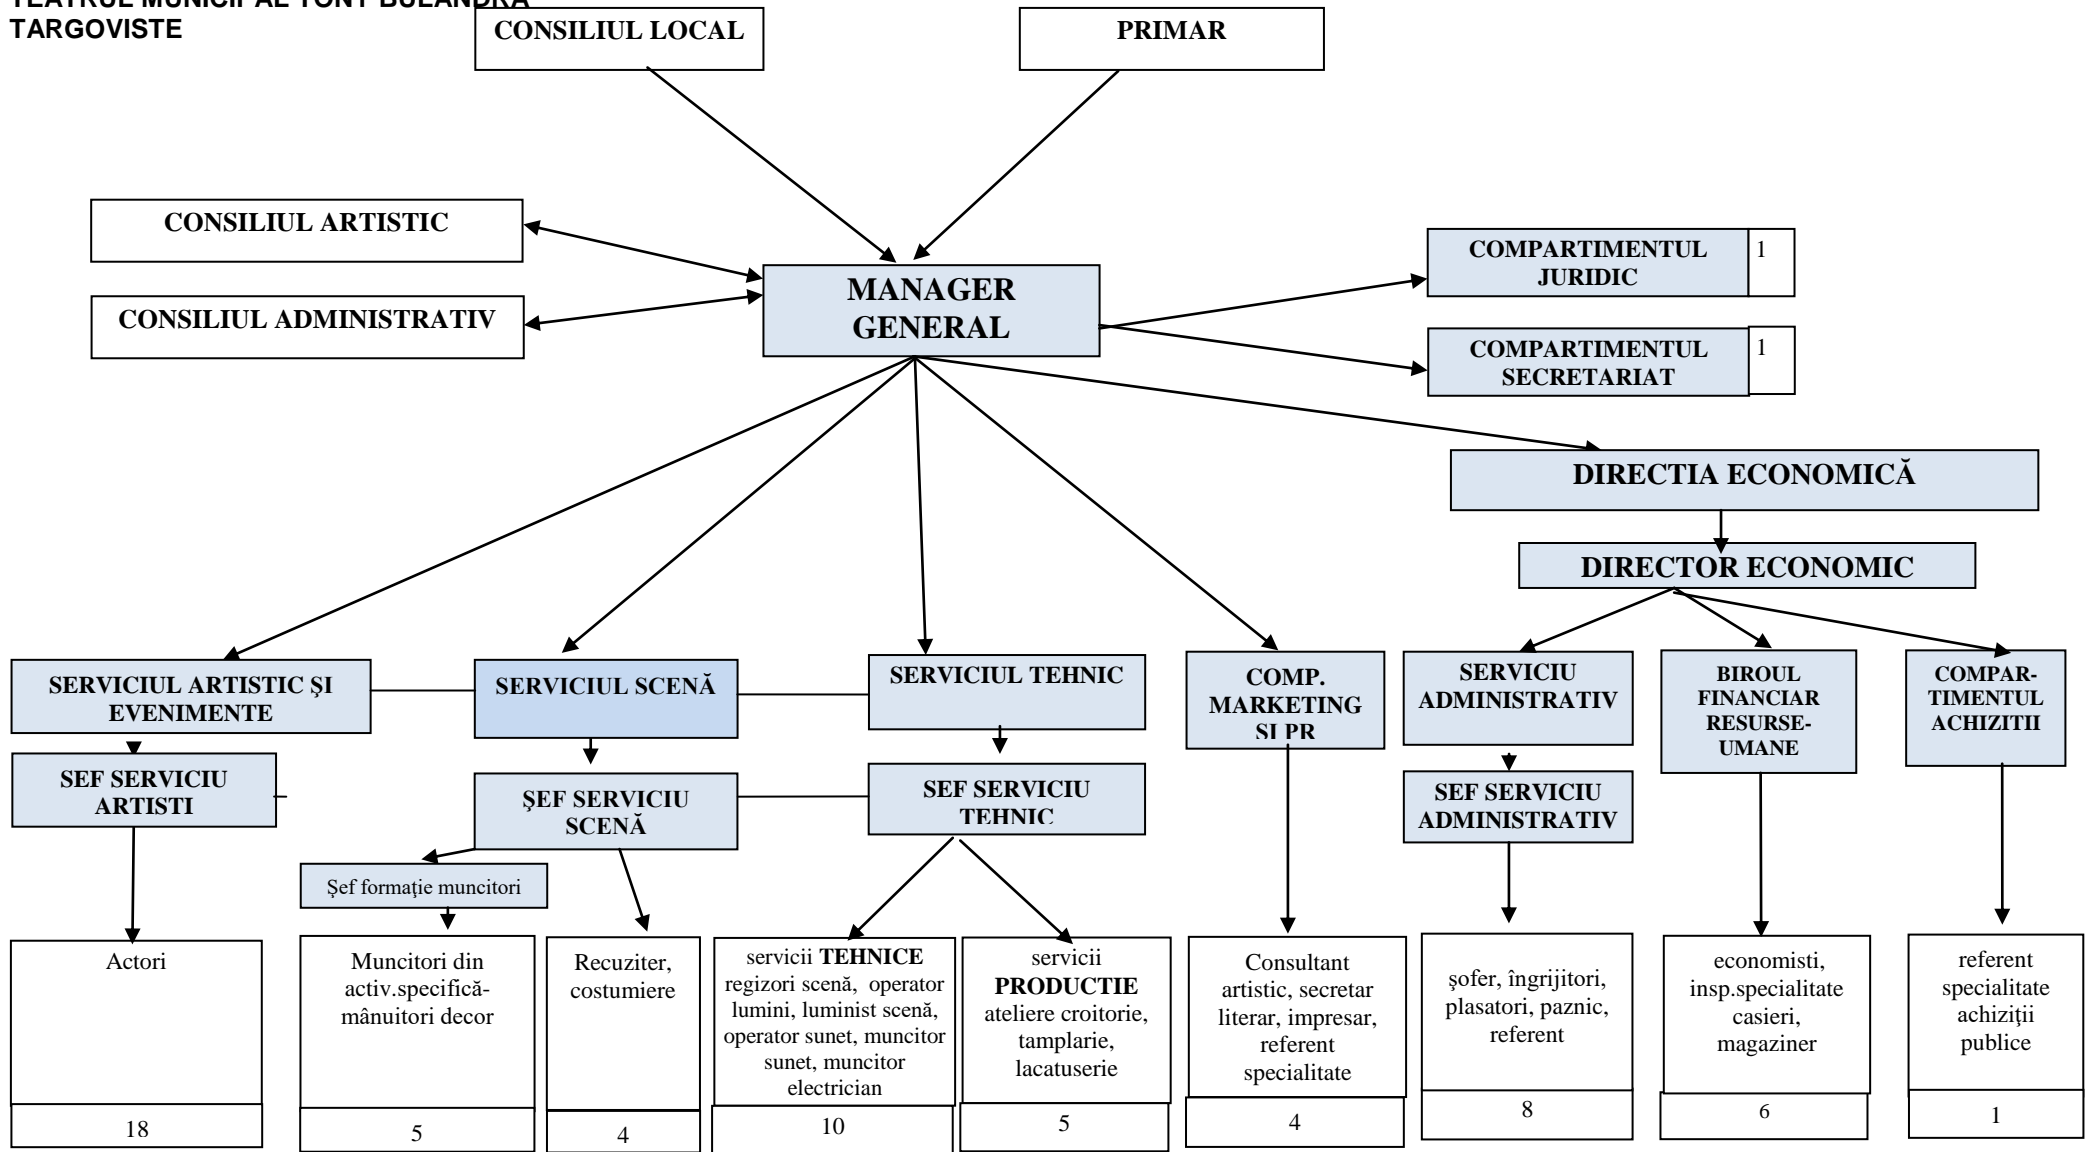 TEATRUL MUNICIPAL TONY BULANDRA
TARGOVISTE
CONSILIUL LOCAL
PRIMAR
CONSILIUL ARTISTIC
CONSILIUL ADMINISTRATIV
MANAGER
GENERAL
COMPARTIMENTUL
JURIDIC
1
COMPARTIMENTUL
SECRETARIAT
1
DIRECTIA ECONOMICĂ
DIRECTOR ECONOMIC
SERVICIUL ARTISTIC ŞI
EVENIMENTE
SERVICIUL SCENĂ
SERVICIUL TEHNIC
COMP.
MARKETING
SI PR
SERVICIU
ADMINISTRATIV
BIROUL
FINANCIAR
RESURSE-
UMANE
COMPAR-
TIMENTUL
ACHIZITII
SEF SERVICIU
ARTISTI
ŞEF SERVICIU
SCENĂ
SEF SERVICIU
TEHNIC
SEF SERVICIU
ADMINISTRATIV
Şef formaţie muncitori
Actori
18
Muncitori din
activ.specifică-
mânuitori decor
5
Recuziter,
costumiere
4
servicii TEHNICE
regizori scenă, operator
lumini, luminist scenă,
operator sunet, muncitor
sunet, muncitor
electrician
10
servicii
PRODUCTIE
ateliere croitorie,
tamplarie,
lacatuserie
5
Consultant
artistic, secretar
literar, impresar,
referent
specialitate
4
şofer, îngrijitori,
plasatori, paznic,
referent
8
economisti,
insp.specialitate
casieri,
magaziner
6
referent
specialitate
achiziţii
publice
1